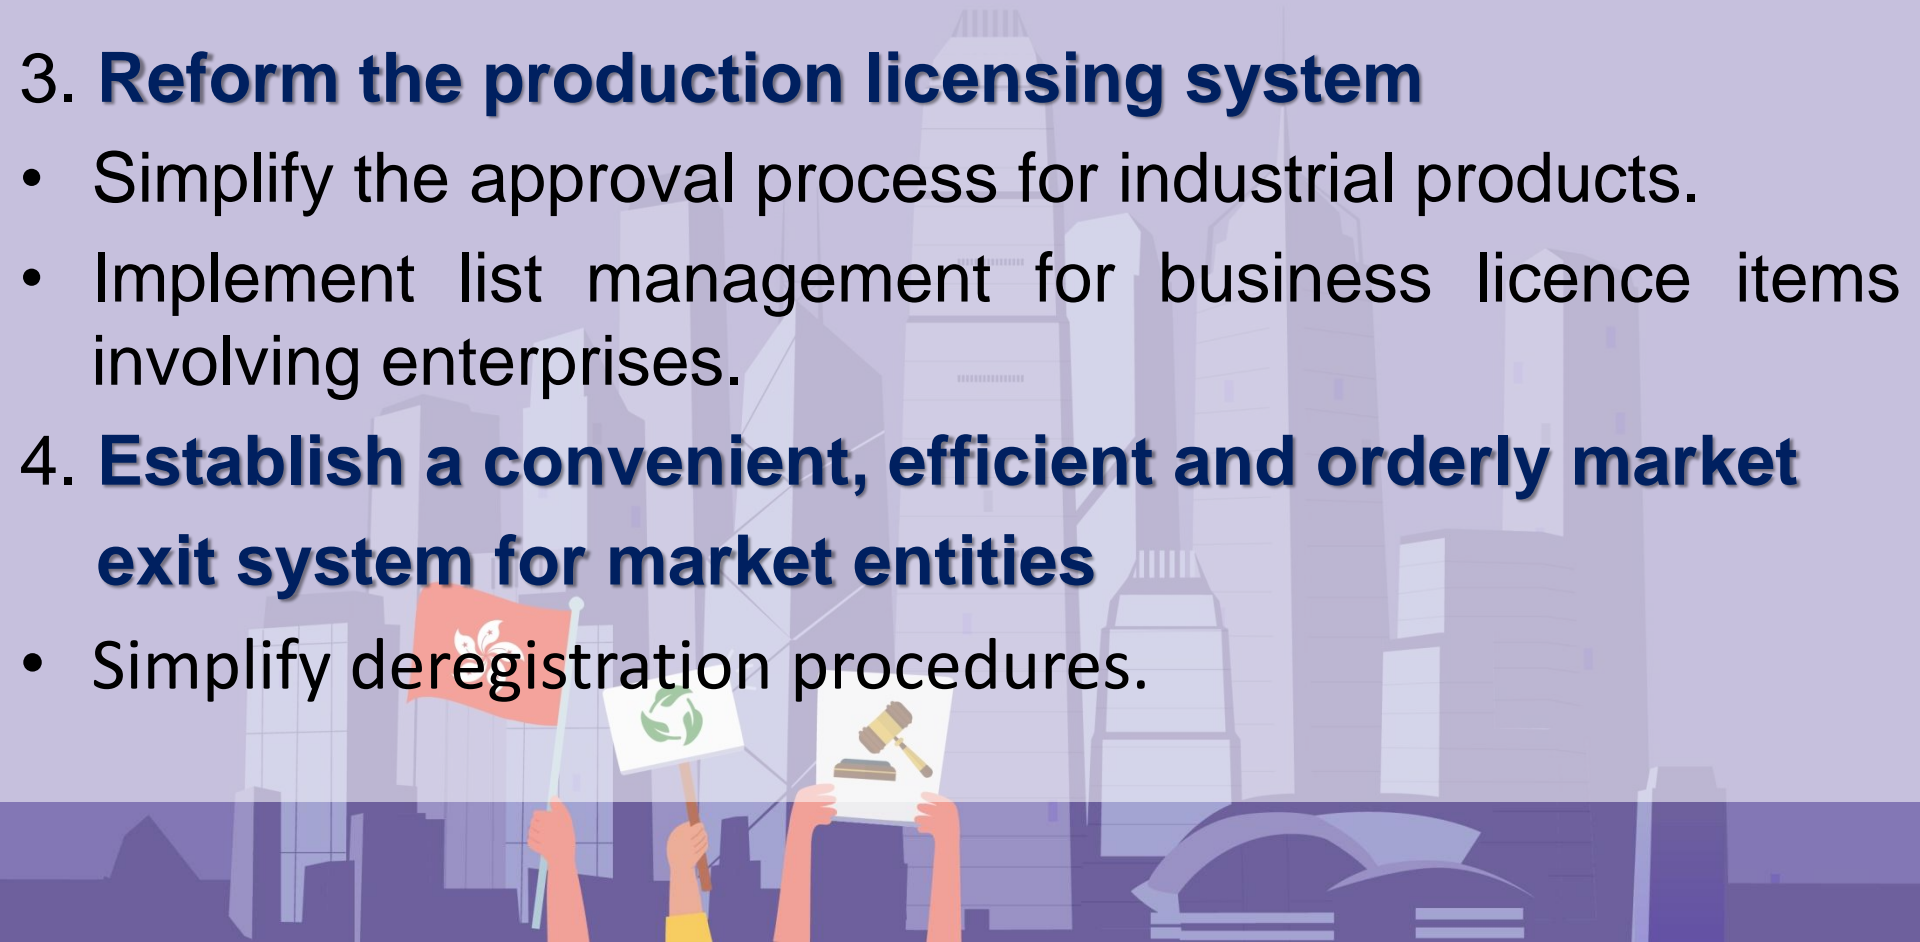 3. Reform the production licensing system
• Simplify the approval process for industrial products.
• Implement list management for business licence items
involving enterprises.
4. Establish a convenient, efficient and orderly market
exit system for market entities
• Simplify deregistration procedures.